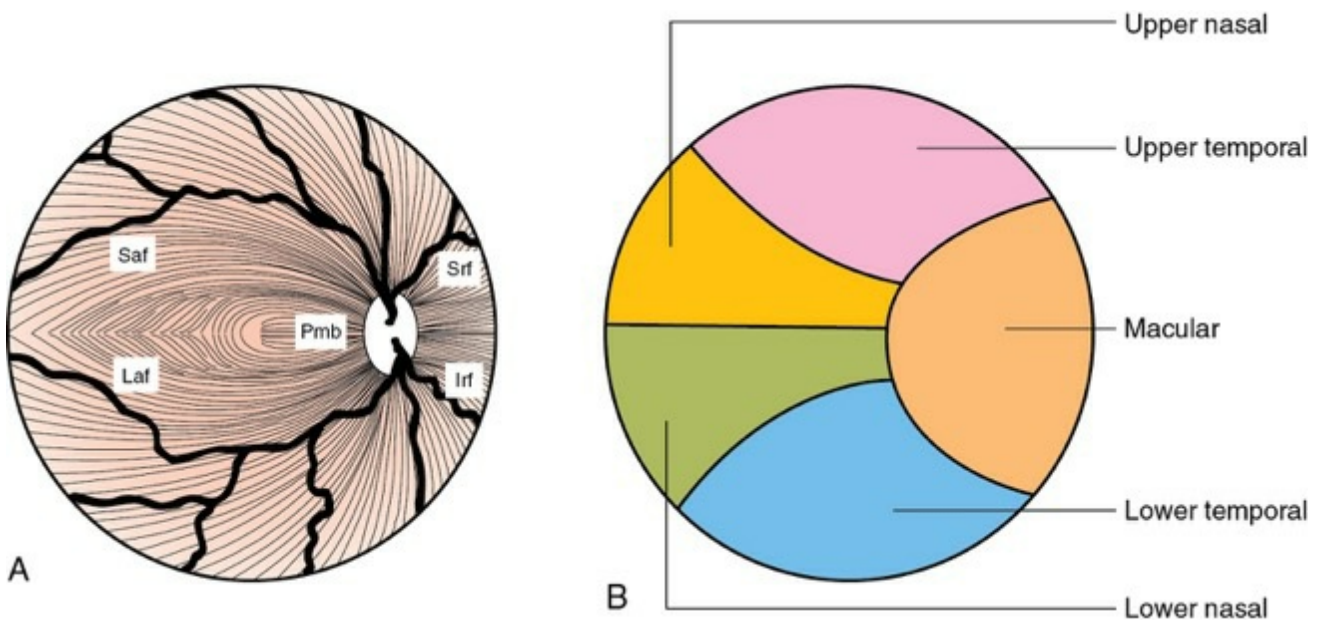 Saf
Srf
Pmb
Laf
Irf
A
Upper nasal
Upper temporal
Macular
Lower temporal
Lower nasal
B